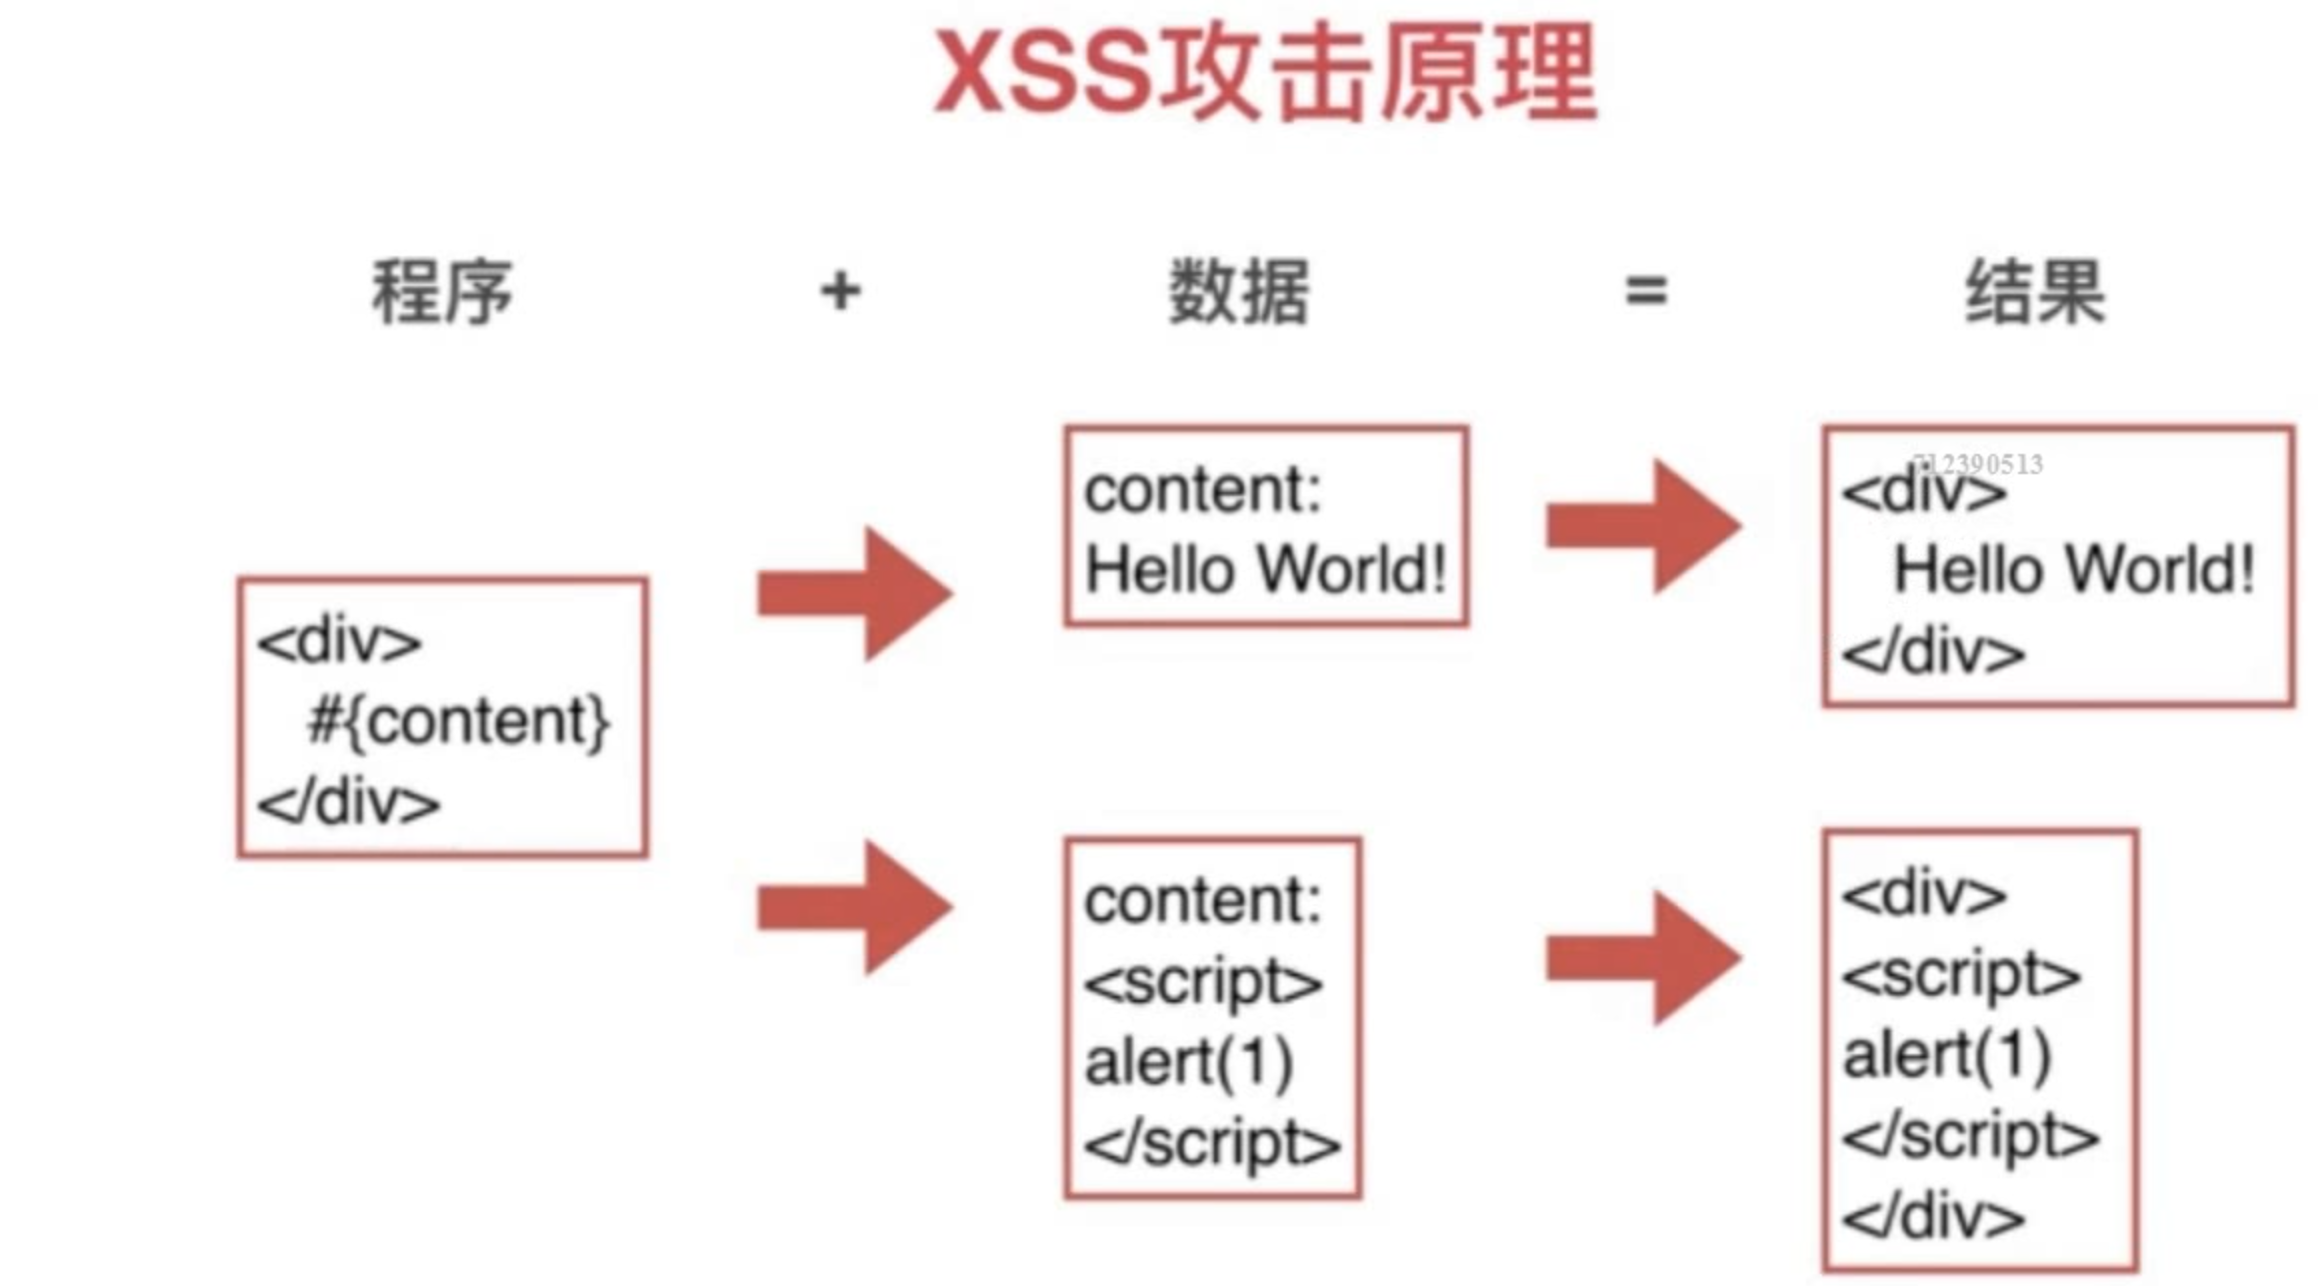 XSS攻击原理
程序 + 数据 = 结果
<div>
#{content}
</div>
content:
Hello World!
712390513
<div>
Hello World!
</div>
content:
<script>
alert(1)
</script>
<div>
<script>
alert(1)
</script>
</div>